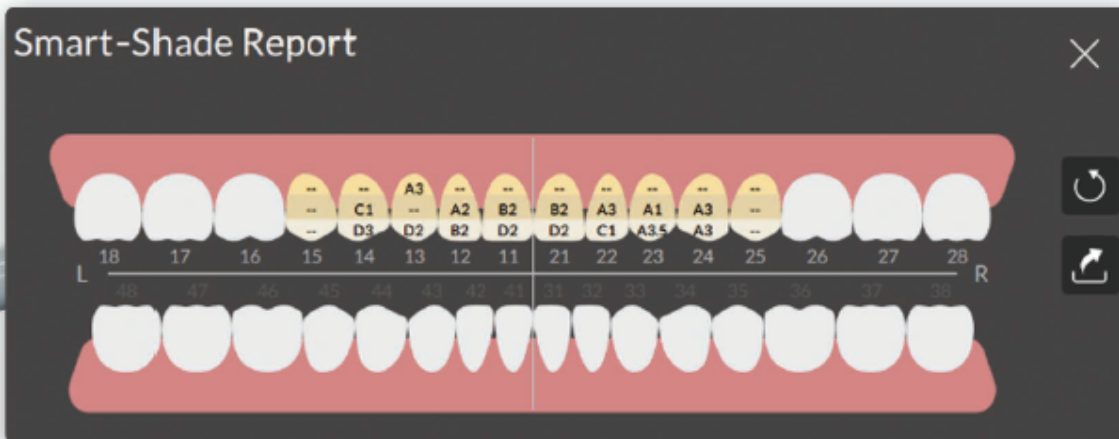 Smart-Shade Report
-- -- A3 -- -- -- -- -- -- --
-- C1 -- A2 B2 B2 A3 A1 A3 --
-- D3 D2 B2 D2 D2 C1 A3.5 A3 --
18 17 16 15 14 13 12 11 21 22 23 24 25 26 27 28
L R
48 47 46 45 44 43 42 41 31 32 33 34 35 36 37 38